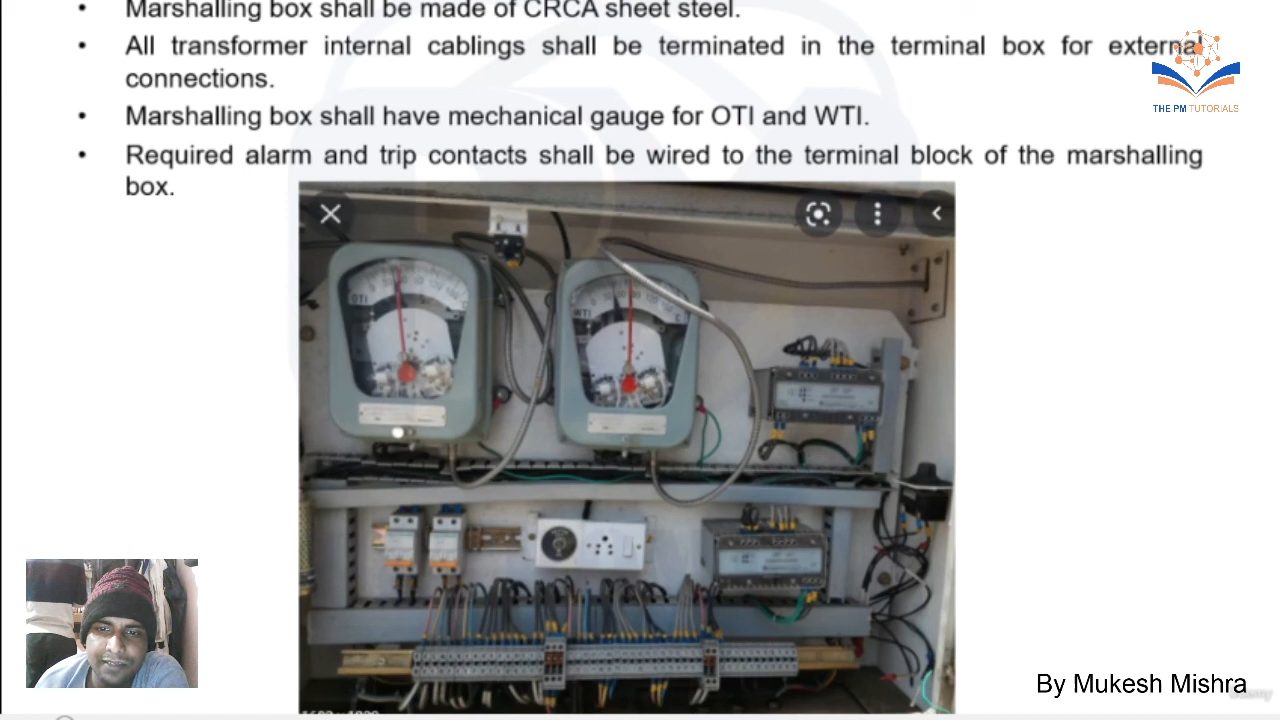 • Marshalling box shall be made of CRCA sheet steel.
• All transformer internal cablings shall be terminated in the terminal box for external
connections.
• Marshalling box shall have mechanical gauge for OTI and WTI.
• Required alarm and trip contacts shall be wired to the terminal block of the marshalling
box.
THE PM TUTORIALS
OTI
WTI
By Mukesh Mishra